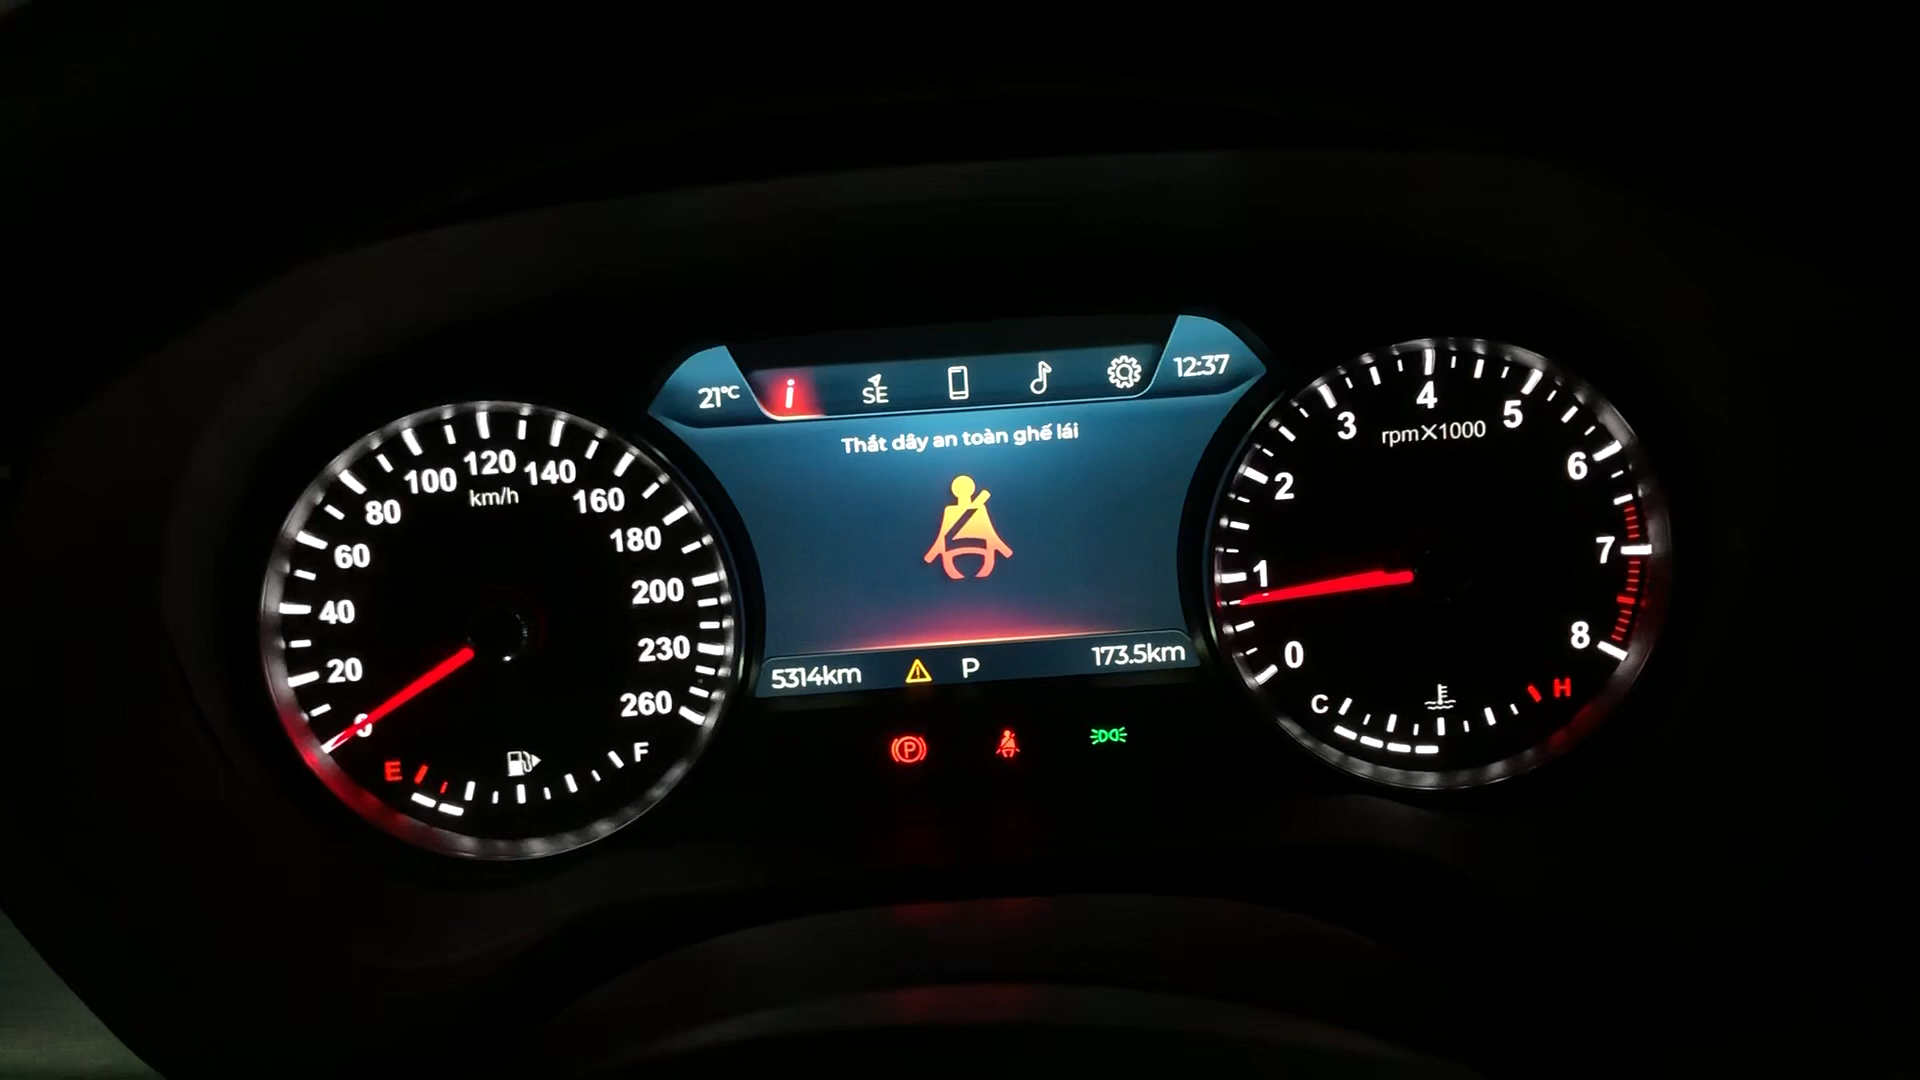 21°C
i
SE
12:37
Thắt dây an toàn ghế lái
5314km
P
173.5km
0
20
40
60
80
100
120
140
160
180
200
230
260
km/h
E
F
0
1
2
3
4
5
6
7
8
rpm×1000
C
H
P